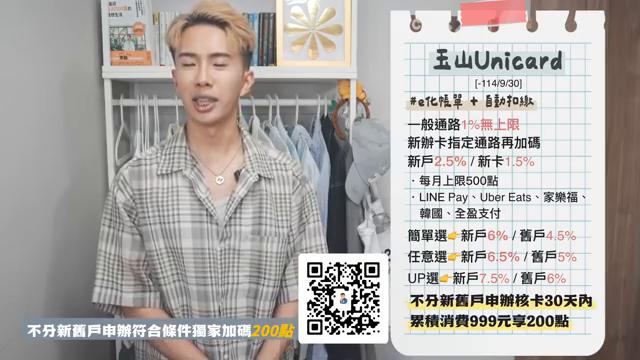 玉山Unicard
[-114/9/30]
#e化帳單 + 自動扣繳
一般通路1%無上限
新辦卡指定通路再加碼
新戶2.5% / 新卡1.5%
·每月上限500點
·LINE Pay、Uber Eats、家樂福、
韓國、全盈支付
簡單選👉新戶6% / 舊戶4.5%
任意選👉新戶6.5% / 舊戶5%
UP選👉新戶7.5% / 舊戶6%
不分新舊戶申辦核卡30天內
累積消費999元享200點
不分新舊戶申辦符合條件獨家加碼200點